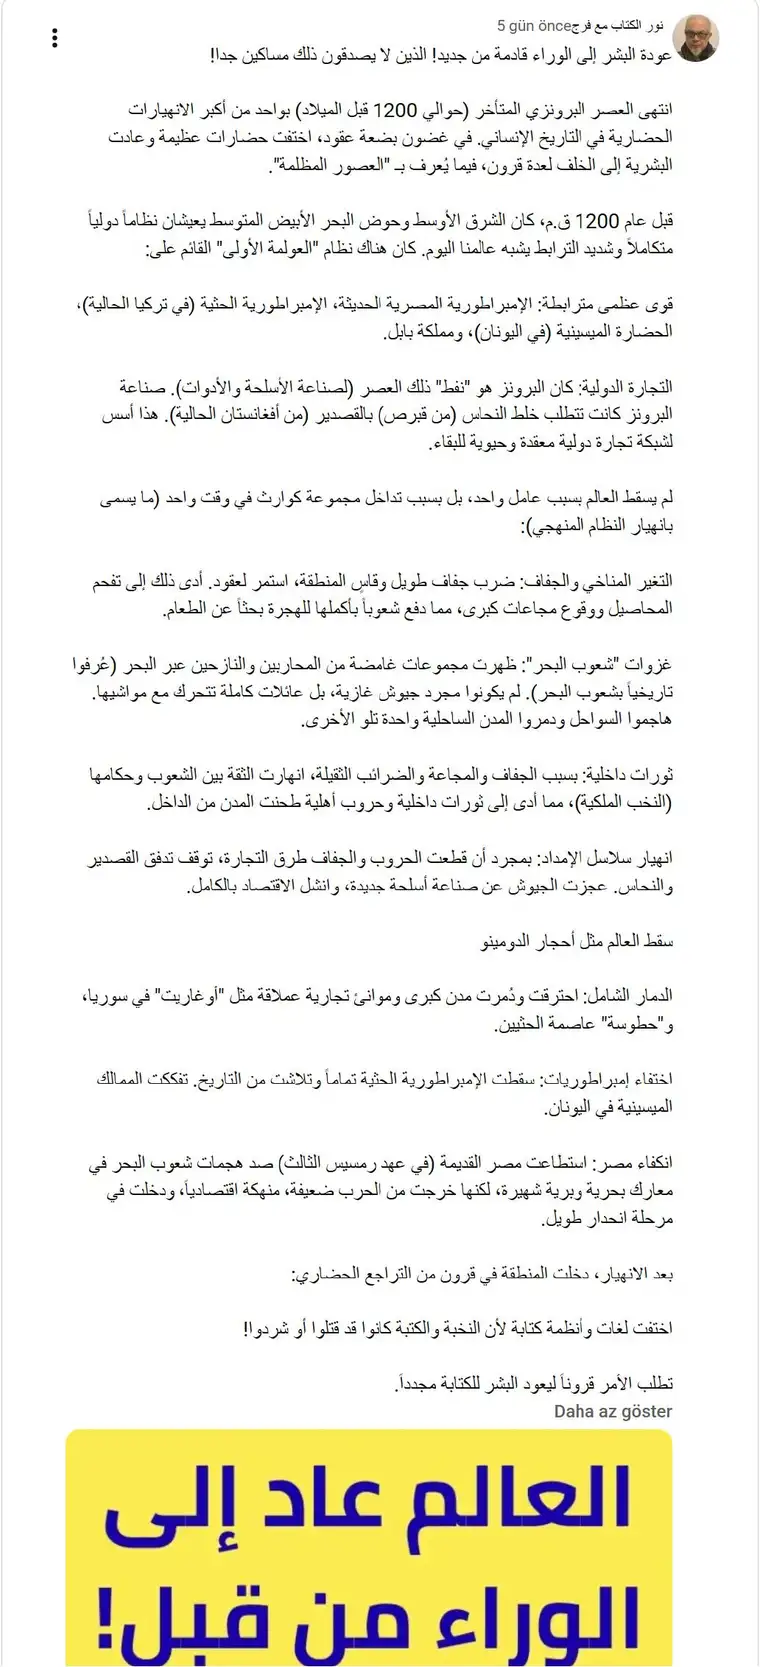 نور الكتاب مع فرج5 gün önce
عودة البشر إلى الوراء قادمة من جديد! الذين لا يصدقون ذلك مساكين جدا!
انتهى العصر البرونزي المتأخر (حوالي 1200 قبل الميلاد) بواحد من أكبر الانهيارات
الحضارية في التاريخ الإنساني. في غضون بضعة عقود، اختفت حضارات عظيمة وعادت
البشرية إلى الخلف لعدة قرون، فيما يُعرف بـ "العصور المظلمة".
قبل عام 1200 ق.م، كان الشرق الأوسط وحوض البحر الأبيض المتوسط يعيشان نظاماً دولياً
متكاملاً وشديد الترابط يشبه عالمنا اليوم. كان هناك نظام "العولمة الأولى" القائم على:
قوى عظمى مترابطة: الإمبراطورية المصرية الحديثة، الإمبراطورية الحثية (في تركيا الحالية)،
الحضارة الميسينية (في اليونان)، ومملكة بابل.
التجارة الدولية: كان البرونز هو "نفط" ذلك العصر (لصناعة الأسلحة والأدوات). صناعة
البرونز كانت تتطلب خلط النحاس (من قبرص) بالقصدير (من أفغانستان الحالية). هذا أسس
لشبكة تجارة دولية معقدة وحيوية للبقاء.
لم يسقط العالم بسبب عامل واحد، بل بسبب تداخل مجموعة كوارث في وقت واحد (ما يسمى
بانهيار النظام المنهجي):
التغير المناخي والجفاف: ضرب جفاف طويل وقاسٍ المنطقة، استمر لعقود. أدى ذلك إلى تفحم
المحاصيل ووقوع مجاعات كبرى، مما دفع شعوباً بأكملها للهجرة بحثاً عن الطعام.
غزوات "شعوب البحر": ظهرت مجموعات غامضة من المحاربين والنازحين عبر البحر (عُرفوا
تاريخياً بشعوب البحر). لم يكونوا مجرد جيوش غازية، بل عائلات كاملة تتحرك مع مواشيها.
هاجموا السواحل ودمروا المدن الساحلية واحدة تلو الأخرى.
ثورات داخلية: بسبب الجفاف والمجاعة والضرائب الثقيلة، انهارت الثقة بين الشعوب وحكامها
(النخب الملكية)، مما أدى إلى ثورات داخلية وحروب أهلية طحنت المدن من الداخل.
انهيار سلاسل الإمداد: بمجرد أن قطعت الحروب والجفاف طرق التجارة، توقف تدفق القصدير
والنحاس. عجزت الجيوش عن صناعة أسلحة جديدة، وانشل الاقتصاد بالكامل.
سقط العالم مثل أحجار الدومينو
الدمار الشامل: احترقت ودُمرت مدن كبرى وموانئ تجارية عملاقة مثل "أوغاريت" في سوريا،
و"حطوسة" عاصمة الحثيين.
اختفاء إمبراطوريات: سقطت الإمبراطورية الحثية تماماً وتلاشت من التاريخ. تفككت الممالك
الميسينية في اليونان.
انكفاء مصر: استطاعت مصر القديمة (في عهد رمسيس الثالث) صد هجمات شعوب البحر في
معارك بحرية وبرية شهيرة، لكنها خرجت من الحرب ضعيفة، منهكة اقتصادياً، ودخلت في
مرحلة انحدار طويل.
بعد الانهيار، دخلت المنطقة في قرون من التراجع الحضاري:
اختفت لغات وأنظمة كتابة لأن النخبة والكتبة كانوا قد قتلوا أو شردوا!
تطلب الأمر قروناً ليعود البشر للكتابة مجدداً.
Daha az göster
العالم عاد إلى
الوراء من قبل!